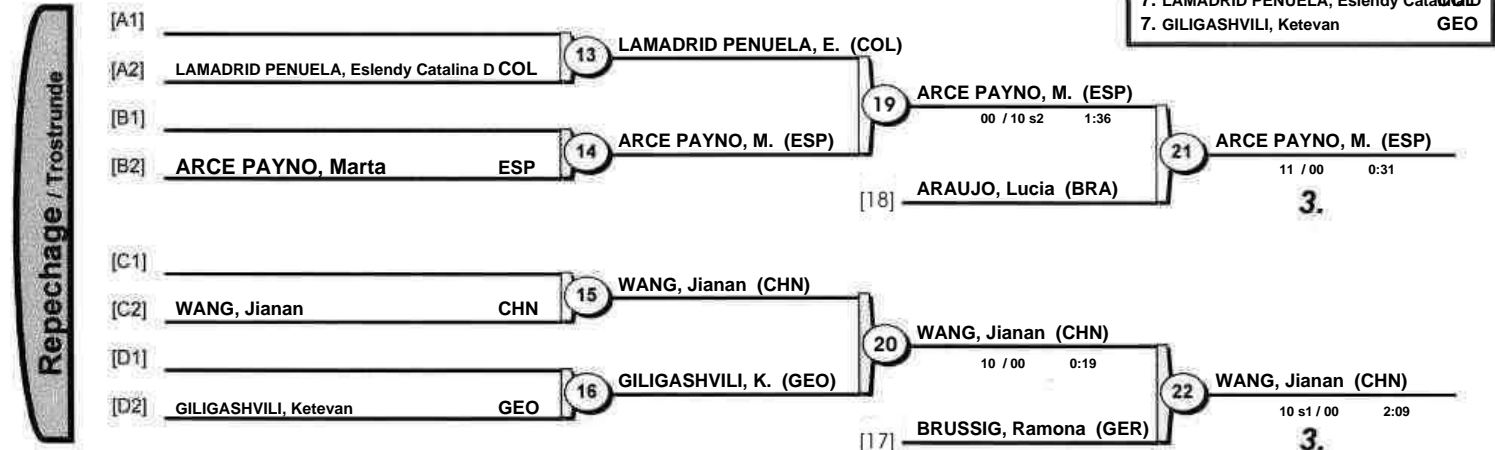 7. LAMADRID PENUELA, Eslendy Catalina D COL
7. GILIGASHVILI, Ketevan GEO
Repechage / Trostrunde
[A1]
[A2] LAMADRID PENUELA, Eslendy Catalina D COL
13 LAMADRID PENUELA, E. (COL)
[B1]
[B2] ARCE PAYNO, Marta ESP
14 ARCE PAYNO, M. (ESP)
19 ARCE PAYNO, M. (ESP)
00 / 10 s2 1:36
[18] ARAUJO, Lucia (BRA)
21 ARCE PAYNO, M. (ESP)
11 / 00 0:31
3.
[C1]
[C2] WANG, Jianan CHN
15 WANG, Jianan (CHN)
[D1]
[D2] GILIGASHVILI, Ketevan GEO
16 GILIGASHVILI, K. (GEO)
20 WANG, Jianan (CHN)
10 / 00 0:19
[17] BRUSSIG, Ramona (GER)
22 WANG, Jianan (CHN)
10 s1 / 00 2:09
3.